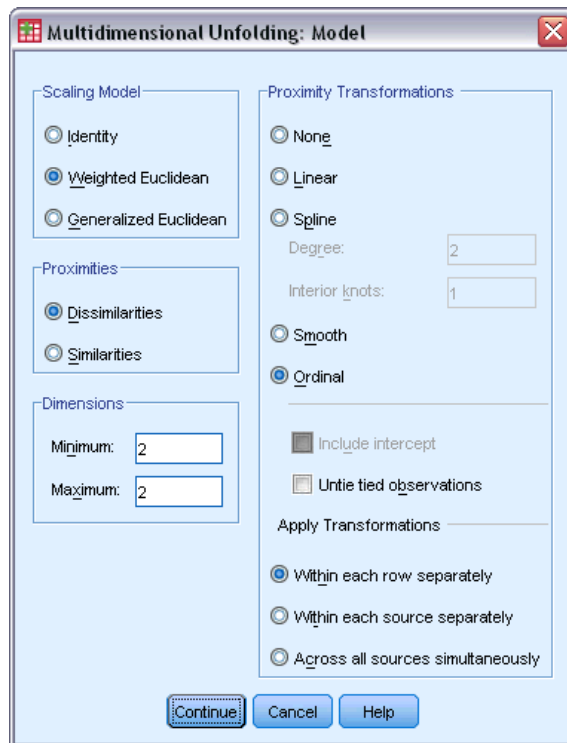 Multidimensional Unfolding: Model
Scaling Model
Identity
Weighted Euclidean
Generalized Euclidean
Proximities
Dissimilarities
Similarities
Dimensions
Minimum: 2
Maximum: 2
Proximity Transformations
None
Linear
Spline
Degree: 2
Interior knots: 1
Smooth
Ordinal
Include intercept
Untie tied observations
Apply Transformations
Within each row separately
Within each source separately
Across all sources simultaneously
Continue Cancel Help